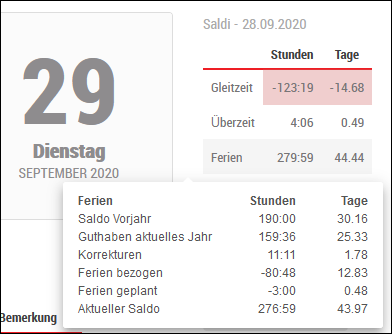 Saldi - 28.09.2020
Stunden Tage
29
Gleitzeit -123:19 -14.68
Überzeit 4:06 0.49
Dienstag
SEPTEMBER 2020
Ferien 279:59 44.44
Ferien Stunden Tage
Saldo Vorjahr 190:00 30.16
Guthaben aktuelles Jahr 159:36 25.33
Korrekturen 11:11 1.78
Ferien bezogen -80:48 12.83
Ferien geplant -3:00 0.48
Aktueller Saldo 276:59 43.97
Bemerkung